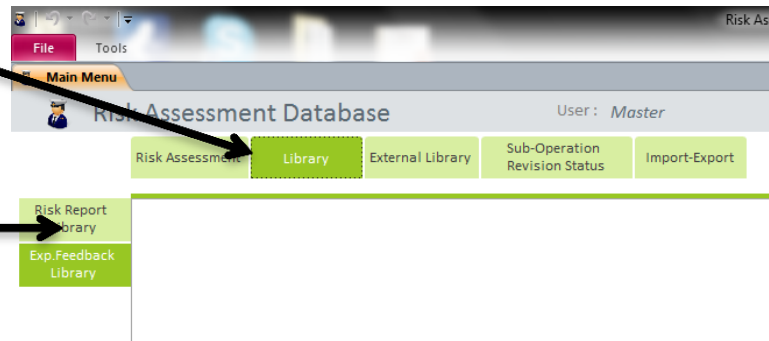 Risk As
File Tools
Main Menu
Risk Assessment Database User : Master
Risk Assessment Library External Library Sub-Operation Revision Status Import-Export
Risk Report
Library
Exp.Feedback
Library